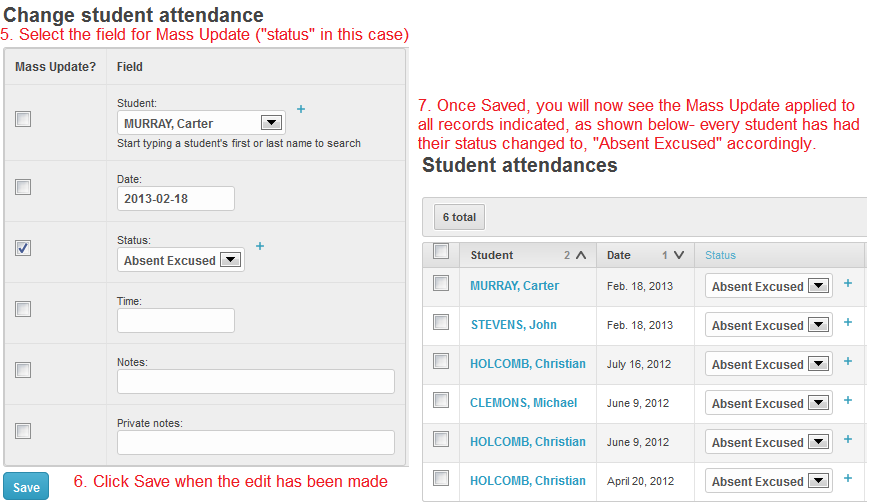 Change student attendance
5. Select the field for Mass Update ("status" in this case)
Mass Update? Field
Student:
MURRAY, Carter
+
Start typing a student's first or last name to search
Date:
2013-02-18
Status:
Absent Excused
+
Time:
Notes:
Private notes:
Save
6. Click Save when the edit has been made
7. Once Saved, you will now see the Mass Update applied to
all records indicated, as shown below- every student has had
their status changed to, "Absent Excused" accordingly.
Student attendances
6 total
Student 2 Date 1 Status
MURRAY, Carter Feb. 18, 2013 Absent Excused +
STEVENS, John Feb. 18, 2013 Absent Excused +
HOLCOMB, Christian July 16, 2012 Absent Excused +
CLEMONS, Michael June 9, 2012 Absent Excused +
HOLCOMB, Christian June 9, 2012 Absent Excused +
HOLCOMB, Christian April 20, 2012 Absent Excused +